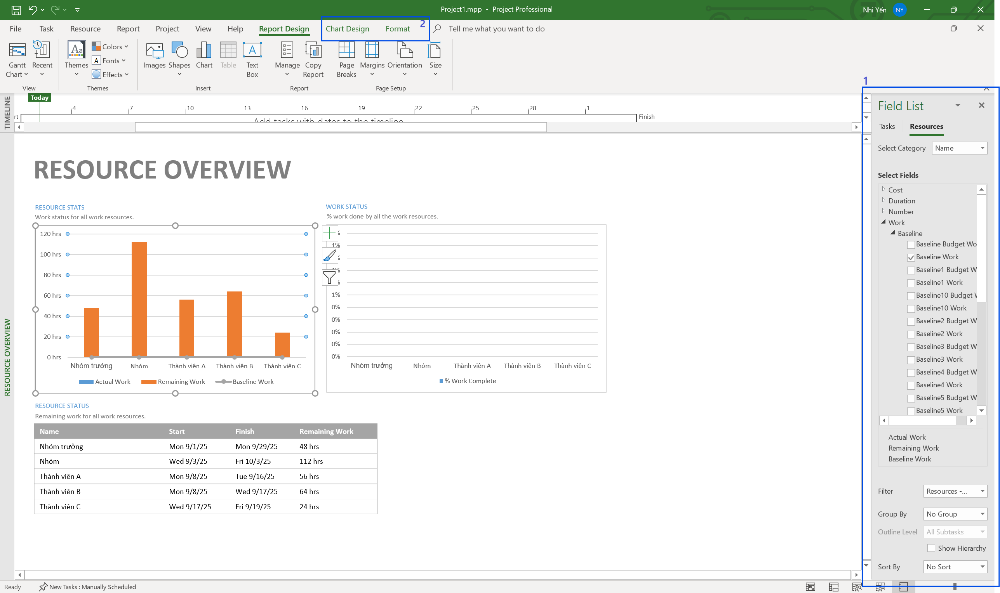 Project1.mpp - Project Professional
Nhi Yến NY
File Task Resource Report Project View Help Report Design Chart Design Format 2 Tell me what you want to do
Gantt Chart
Recent
View
Themes
Colors
Fonts
Effects
Themes
Images
Shapes
Chart
Table
Text Box
Insert
Manage
Copy Report
Report
Page Breaks
Margins
Orientation
Size
Page Setup
1
TIMELINE
Today
4 7 10 13 16 19 22 25 28 1
rt
Add tasks with dates to the timeline
Finish
RESOURCE OVERVIEW
RESOURCE OVERVIEW
RESOURCE STATS
Work status for all work resources.
120 hrs
100 hrs
80 hrs
60 hrs
40 hrs
20 hrs
0 hrs
Nhóm trưởng Nhóm Thành viên A Thành viên B Thành viên C
Actual Work Remaining Work Baseline Work
WORK STATUS
% work done by all the work resources.
1%
1%
0%
0%
0%
0%
0%
Nhóm trưởng Nhóm Thành viên A Thành viên B Thành viên C
% Work Complete
RESOURCE STATUS
Remaining work for all work resources.
Name Start Finish Remaining Work
Nhóm trưởng Mon 9/1/25 Mon 9/29/25 48 hrs
Nhóm Wed 9/3/25 Fri 10/3/25 112 hrs
Thành viên A Mon 9/8/25 Tue 9/16/25 56 hrs
Thành viên B Mon 9/8/25 Wed 9/17/25 64 hrs
Thành viên C Wed 9/17/25 Fri 9/19/25 24 hrs
Field List
Tasks Resources
Select Category Name
Select Fields
Cost
Duration
Number
Work
Baseline
Baseline Budget Wo
Baseline Work
Baseline1 Budget W
Baseline1 Work
Baseline10 Budget
Baseline10 Work
Baseline2 Budget W
Baseline2 Work
Baseline3 Budget W
Baseline3 Work
Baseline4 Budget W
Baseline4 Work
Baseline5 Budget W
Baseline5 Work
Actual Work
Remaining Work
Baseline Work
Filter Resources -...
Group By No Group
Outline Level All Subtasks
Show Hierarchy
Sort By No Sort
Ready New Tasks : Manually Scheduled